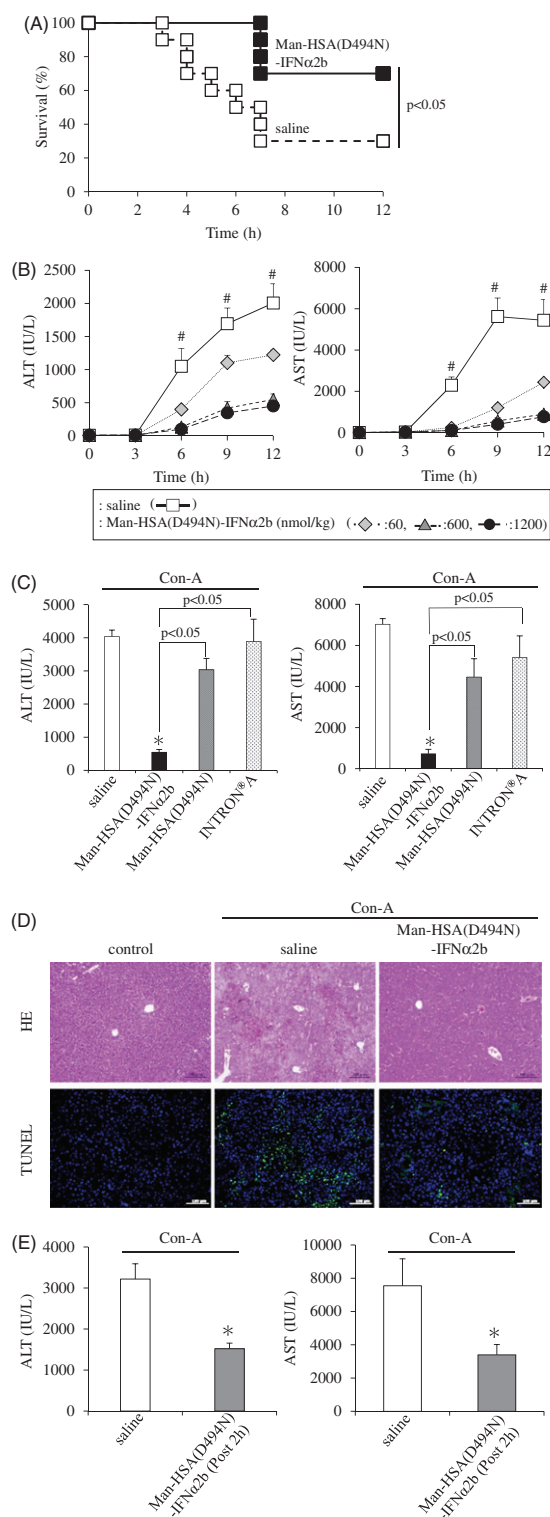 (A)
Survival (%)
100
80
60
40
20
0
Man-HSA(D494N)
-IFNα2b
saline
p<0.05
0 2 4 6 8 10 12
Time (h)
(B)
ALT (IU/L)
2500
2000
1500
1000
500
0
# # #
0 3 6 9 12
Time (h)
AST (IU/L)
8000
6000
4000
2000
0
# # #
0 3 6 9 12
Time (h)
: saline ( )
: Man-HSA(D494N)-IFNα2b (nmol/kg) ( :60, :600, :1200)
(C)
Con-A
ALT (IU/L)
5000
4000
3000
2000
1000
0
p<0.05
p<0.05
*
saline
Man-HSA(D494N)
-IFNα2b
Man-HSA(D494N)
INTRON®A
Con-A
AST (IU/L)
8000
6000
4000
2000
0
p<0.05
p<0.05
*
saline
Man-HSA(D494N)
-IFNα2b
Man-HSA(D494N)
INTRON®A
(D)
Con-A
control
saline
Man-HSA(D494N)
-IFNα2b
HE
TUNEL
(E)
Con-A
ALT (IU/L)
4000
3000
2000
1000
0
*
saline
Man-HSA(D494N)
-IFNα2b (Post 2h)
Con-A
AST (IU/L)
10000
8000
6000
4000
2000
0
*
saline
Man-HSA(D494N)
-IFNα2b (Post 2h)